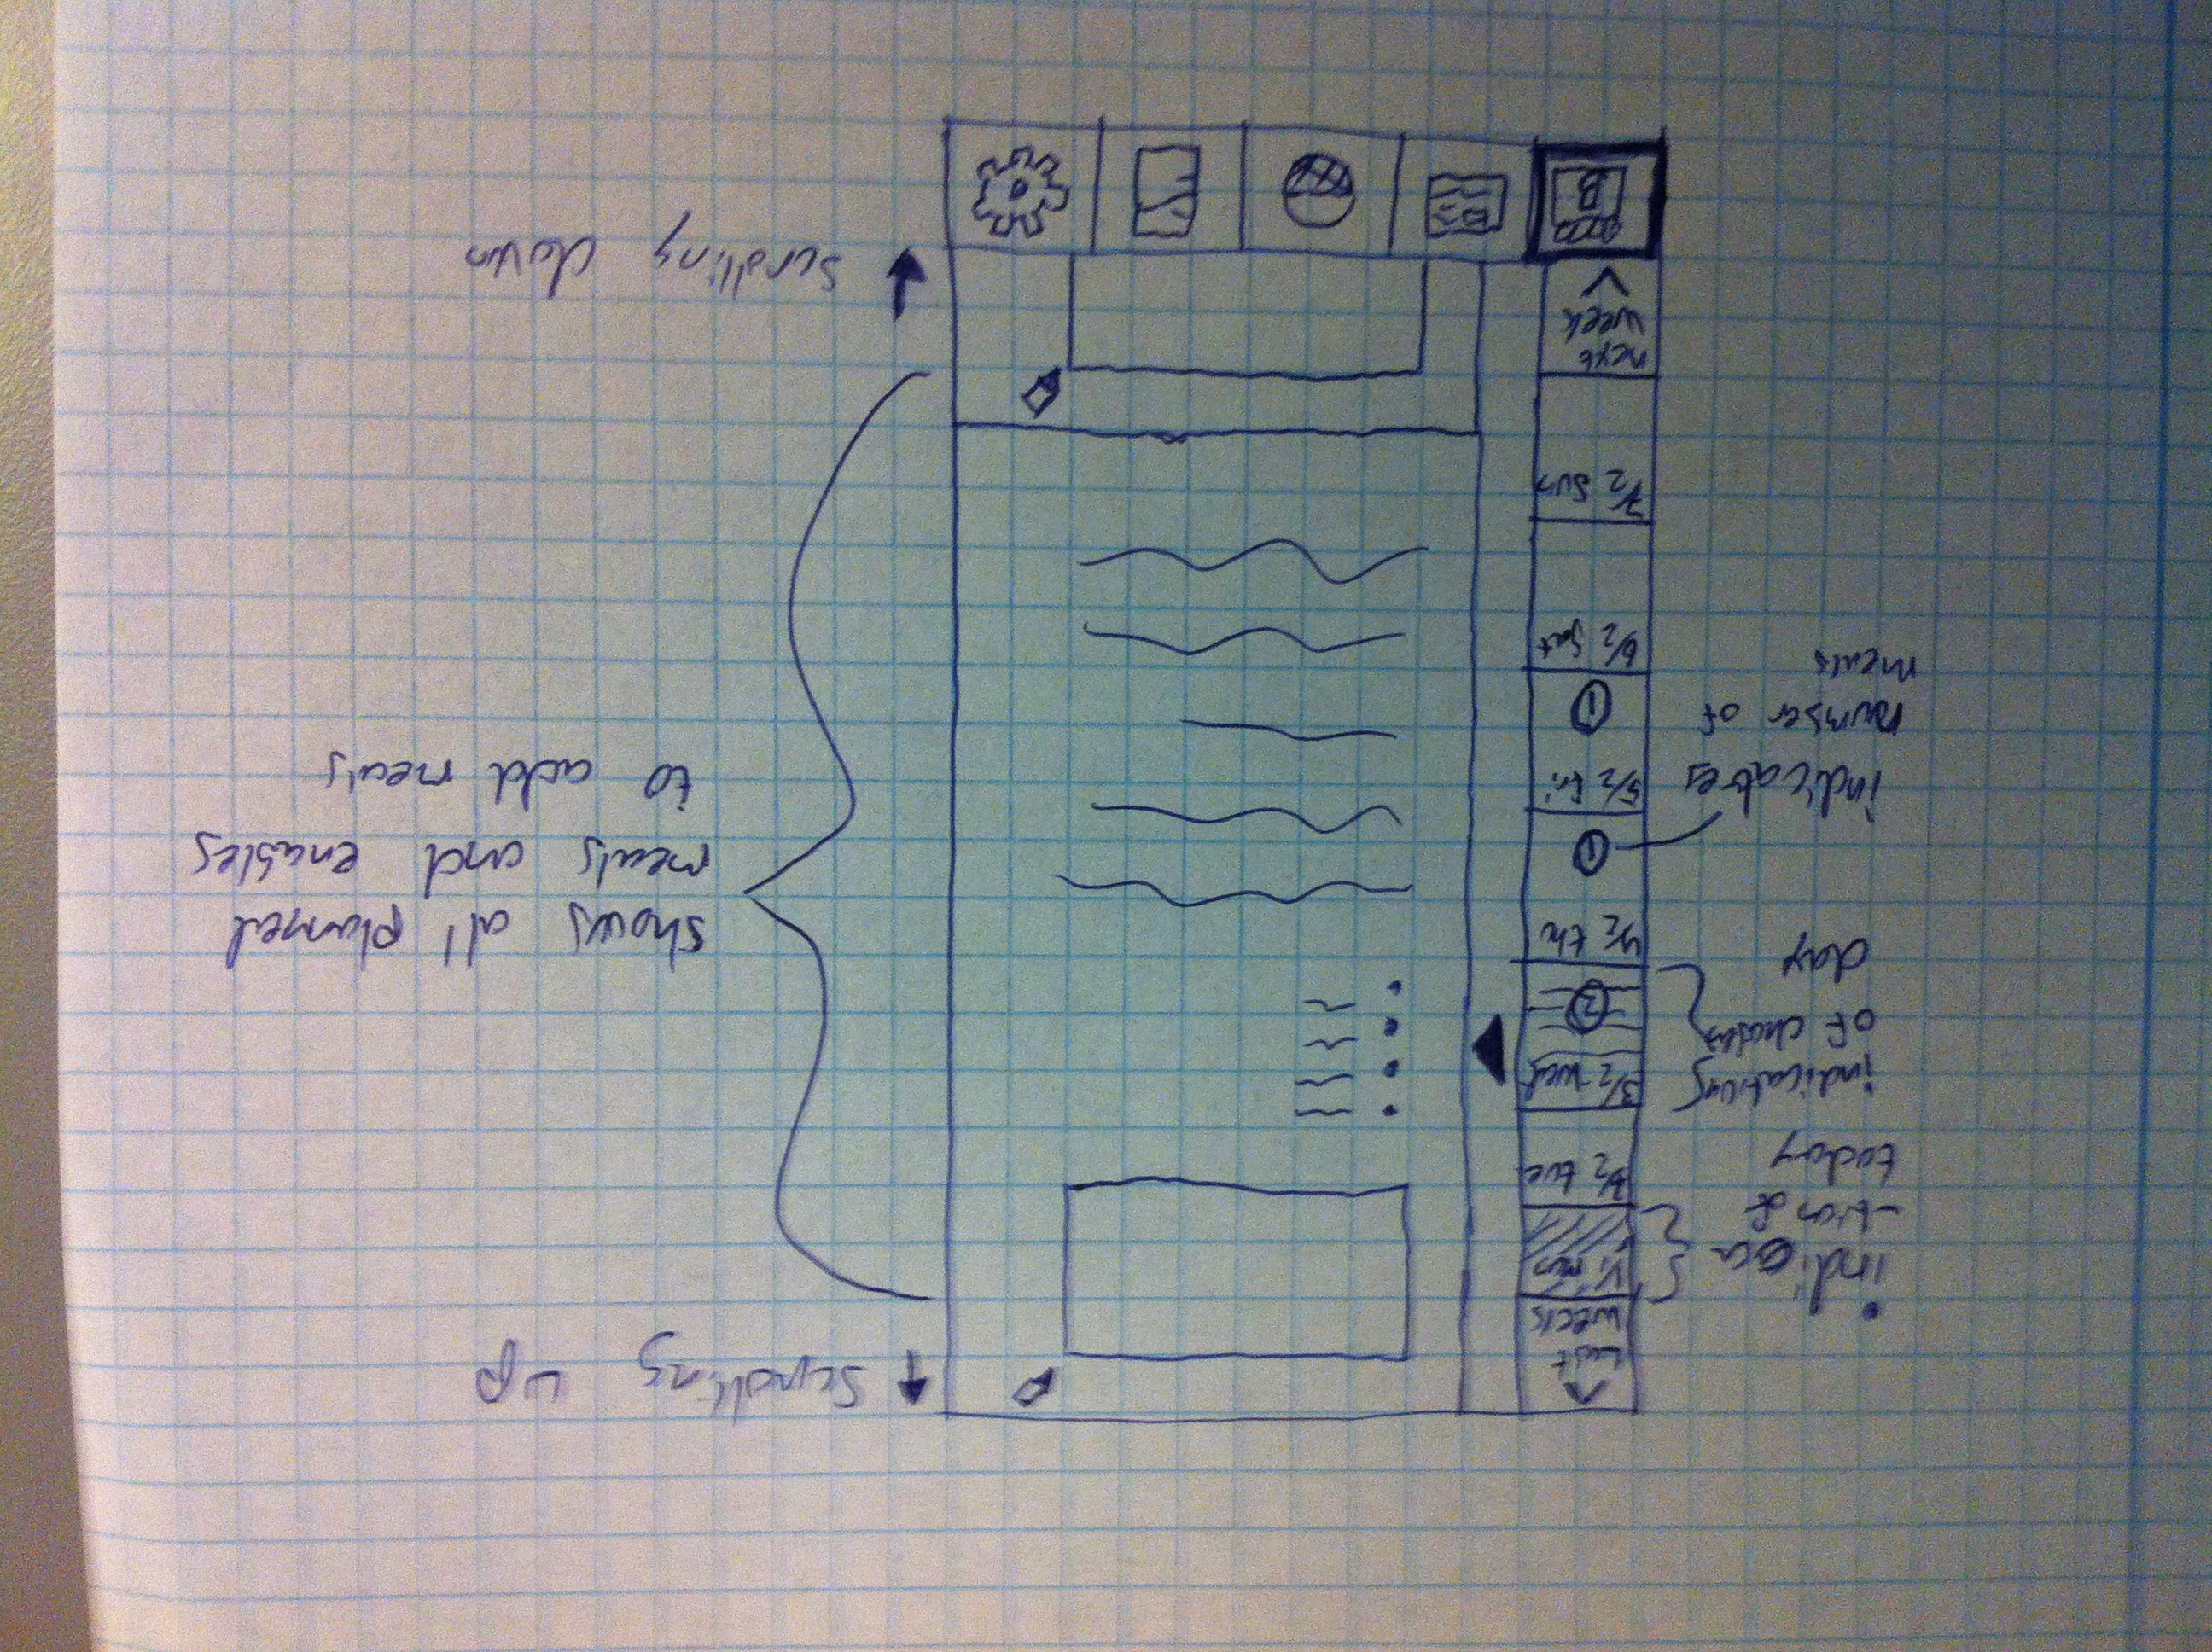 Last
week
1/2 mon
2/2 tue
3/2 wed
2
4/2 th
1
5/2 fri
1
6/2 sat
7/2 sun
next
week
indica
-tion of
today
indication
of chosen
day
indicates
number of
meals
Scrolling up
shows all planned
meals and enables
to add meals
Scrolling down